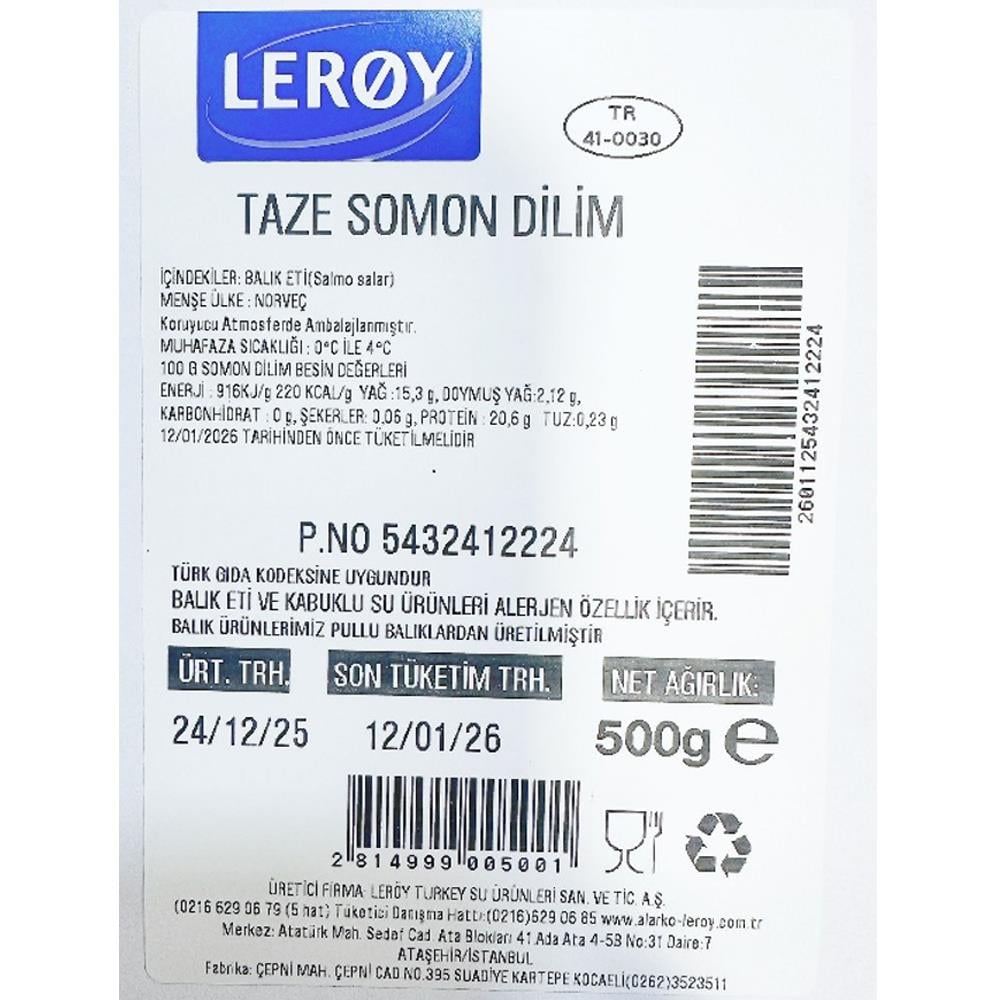 LERØY
TR
41-0030
TAZE SOMON DİLİM
İÇİNDEKİLER: BALIK ETİ(Salmo salar)
MENŞE ÜLKE : NORVEÇ
Koruyucu Atmosferde Ambalajlanmıştır.
MUHAFAZA SICAKLIĞI : 0°C İLE 4°C
100 G SOMON DİLİM BESİN DEĞERLERİ
ENERJİ : 916KJ/g 220 KCAL/g YAĞ :15,3 g, DOYMUŞ YAĞ:2,12 g,
KARBONHİDRAT : 0 g, ŞEKERLER: 0,06 g, PROTEİN : 20,6 g TUZ:0,23 g
12/01/2026 TARİHİNDEN ÖNCE TÜKETİLMELİDİR
2601125432412224
P.NO 5432412224
TÜRK GIDA KODEKSİNE UYGUNDUR
BALIK ETİ VE KABUKLU SU ÜRÜNLERİ ALERJEN ÖZELLİK İÇERİR.
BALIK ÜRÜNLERİMİZ PULLU BALIKLARDAN ÜRETİLMİŞTİR
ÜRT. TRH. SON TÜKETİM TRH. NET AĞIRLIK:
24/12/25 12/01/26 500g ℮
2 814999 005001
ÜRETİCİ FİRMA: LERÖY TURKEY SU ÜRÜNLERİ SAN. VE TİC. A.Ş.
(0216 629 06 79 (5 hat) Tüketici Danışma Hattı:(0216)629 06 85 www.alarko-leroy.com.tr
Merkez: Atatürk Mah. Sedef Cad. Ata Blokları 41.Ada Ata 4-5B No:31 Daire:7
ATAŞEHİR/İSTANBUL
Fabrika: ÇEPNİ MAH. ÇEPNİ CAD NO.395 SUADİYE KARTEPE KOCAELİ(0262)3523511